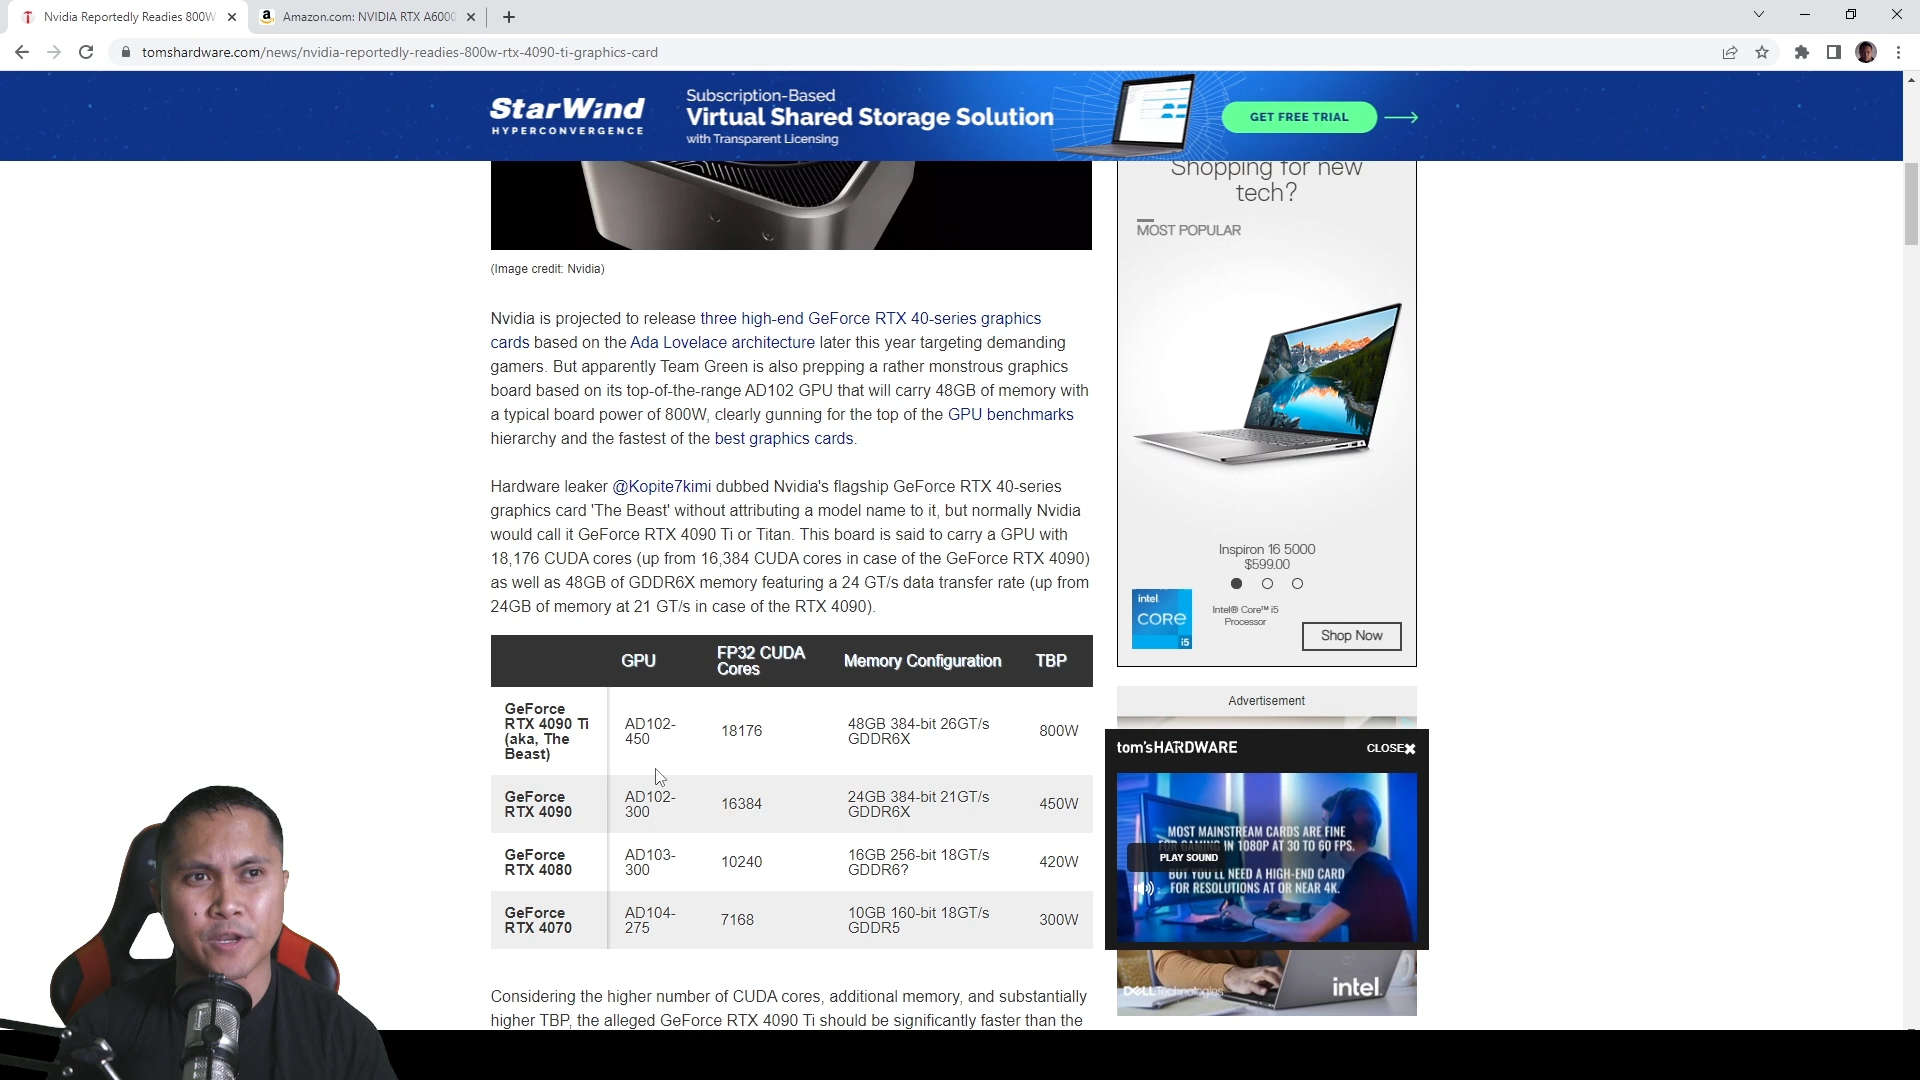 Nvidia Reportedly Readies 800W
Amazon.com: NVIDIA RTX A6000
tomshardware.com/news/nvidia-reportedly-readies-800w-rtx-4090-ti-graphics-card
StarWind
HYPERCONVERGENCE
Subscription-Based
Virtual Shared Storage Solution
with Transparent Licensing
GET FREE TRIAL
(Image credit: Nvidia)
Nvidia is projected to release three high-end GeForce RTX 40-series graphics
cards based on the Ada Lovelace architecture later this year targeting demanding
gamers. But apparently Team Green is also prepping a rather monstrous graphics
board based on its top-of-the-range AD102 GPU that will carry 48GB of memory with
a typical board power of 800W, clearly gunning for the top of the GPU benchmarks
hierarchy and the fastest of the best graphics cards.
Hardware leaker @Kopite7kimi dubbed Nvidia's flagship GeForce RTX 40-series
graphics card 'The Beast' without attributing a model name to it, but normally Nvidia
would call it GeForce RTX 4090 Ti or Titan. This board is said to carry a GPU with
18,176 CUDA cores (up from 16,384 CUDA cores in case of the GeForce RTX 4090)
as well as 48GB of GDDR6X memory featuring a 24 GT/s data transfer rate (up from
24GB of memory at 21 GT/s in case of the RTX 4090).
GPU
FP32 CUDA
Cores
Memory Configuration
TBP
GeForce
RTX 4090 Ti
(aka, The
Beast)
AD102-
450
18176
48GB 384-bit 26GT/s
GDDR6X
800W
GeForce
RTX 4090
AD102-
300
16384
24GB 384-bit 21GT/s
GDDR6X
450W
GeForce
RTX 4080
AD103-
300
10240
16GB 256-bit 18GT/s
GDDR6?
420W
GeForce
RTX 4070
AD104-
275
7168
10GB 160-bit 18GT/s
GDDR5
300W
Considering the higher number of CUDA cores, additional memory, and substantially
higher TBP, the alleged GeForce RTX 4090 Ti should be significantly faster than the
Shopping for new
tech?
MOST POPULAR
Inspiron 16 5000
$599.00
intel
CORE
i5
Intel® Core™ i5
Processor
Shop Now
Advertisement
tom'sHARDWARE
CLOSE
MOST MAINSTREAM CARDS ARE FINE
FOR GAMING IN 1080P AT 30 TO 60 FPS.
PLAY SOUND
BUT YOU'LL NEED A HIGH-END CARD
FOR RESOLUTIONS AT OR NEAR 4K.
DELLTechnologies
intel.